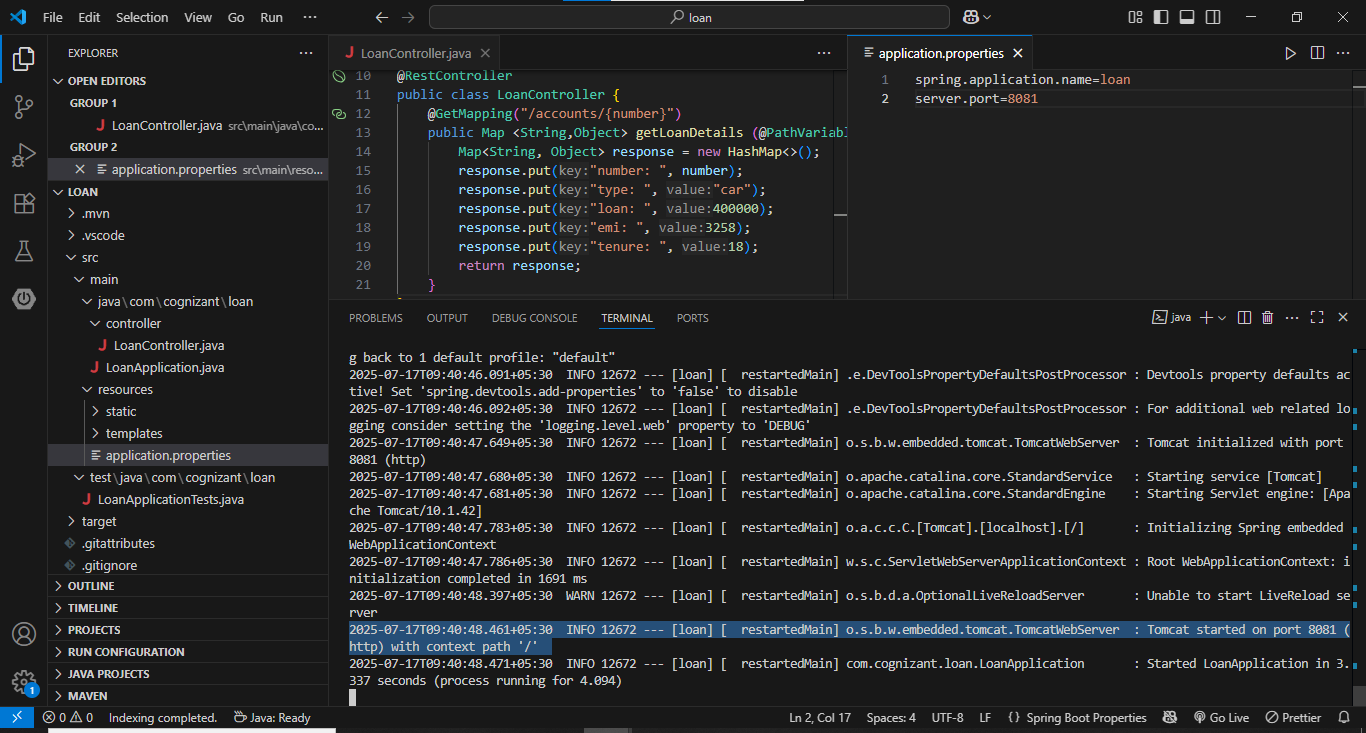 File Edit Selection View Go Run ···
loan
EXPLORER
OPEN EDITORS
GROUP 1
LoanController.java src\main\java\co...
GROUP 2
application.properties src\main\reso...
LOAN
.mvn
.vscode
src
main
java\com\cognizant\loan
controller
LoanController.java
LoanApplication.java
resources
static
templates
application.properties
test\java\com\cognizant\loan
LoanApplicationTests.java
target
.gitattributes
.gitignore
OUTLINE
TIMELINE
PROJECTS
RUN CONFIGURATION
JAVA PROJECTS
MAVEN
1
LoanController.java
10 @RestController
11 public class LoanController {
12 @GetMapping("/accounts/{number}")
13 public Map <String,Object> getLoanDetails (@PathVariabl
14 Map<String, Object> response = new HashMap<>();
15 response.put(key:"number: ", number);
16 response.put(key:"type: ", value:"car");
17 response.put(key:"loan: ", value:400000);
18 response.put(key:"emi: ", value:3258);
19 response.put(key:"tenure: ", value:18);
20 return response;
21 }
application.properties
1 spring.application.name=loan
2 server.port=8081
PROBLEMS OUTPUT DEBUG CONSOLE TERMINAL PORTS
java
g back to 1 default profile: "default"
2025-07-17T09:40:46.091+05:30 INFO 12672 --- [loan] [ restartedMain] .e.DevToolsPropertyDefaultsPostProcessor : Devtools property defaults ac
tive! Set 'spring.devtools.add-properties' to 'false' to disable
2025-07-17T09:40:46.092+05:30 INFO 12672 --- [loan] [ restartedMain] .e.DevToolsPropertyDefaultsPostProcessor : For additional web related lo
gging consider setting the 'logging.level.web' property to 'DEBUG'
2025-07-17T09:40:47.649+05:30 INFO 12672 --- [loan] [ restartedMain] o.s.b.w.embedded.tomcat.TomcatWebServer : Tomcat initialized with port
8081 (http)
2025-07-17T09:40:47.680+05:30 INFO 12672 --- [loan] [ restartedMain] o.apache.catalina.core.StandardService : Starting service [Tomcat]
2025-07-17T09:40:47.681+05:30 INFO 12672 --- [loan] [ restartedMain] o.apache.catalina.core.StandardEngine : Starting Servlet engine: [Apa
che Tomcat/10.1.42]
2025-07-17T09:40:47.783+05:30 INFO 12672 --- [loan] [ restartedMain] o.a.c.c.C.[Tomcat].[localhost].[/] : Initializing Spring embedded
WebApplicationContext
2025-07-17T09:40:47.786+05:30 INFO 12672 --- [loan] [ restartedMain] w.s.c.ServletWebServerApplicationContext : Root WebApplicationContext: i
nitialization completed in 1691 ms
2025-07-17T09:40:48.397+05:30 WARN 12672 --- [loan] [ restartedMain] o.s.b.d.a.OptionalLiveReloadServer : Unable to start LiveReload se
rver
2025-07-17T09:40:48.461+05:30 INFO 12672 --- [loan] [ restartedMain] o.s.b.w.embedded.tomcat.TomcatWebServer : Tomcat started on port 8081 (
http) with context path '/'
2025-07-17T09:40:48.471+05:30 INFO 12672 --- [loan] [ restartedMain] com.cognizant.loan.LoanApplication : Started LoanApplication in 3.
337 seconds (process running for 4.094)
0 0 Indexing completed. Java: Ready Ln 2, Col 17 Spaces: 4 UTF-8 LF {} Spring Boot Properties Go Live Prettier